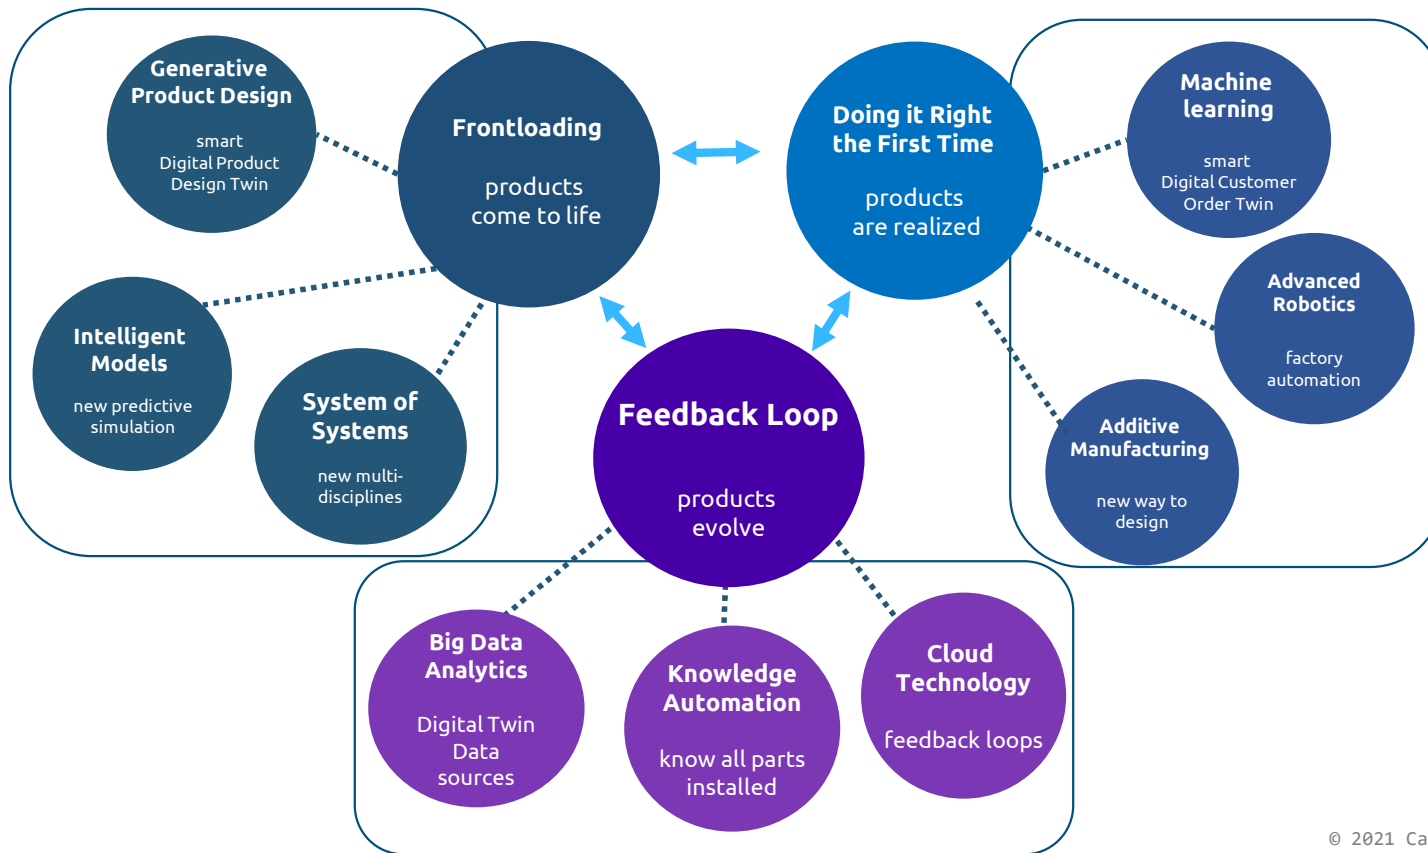 Generative
Product Design
smart
Digital Product
Design Twin
Frontloading
products
come to life
Doing it Right
the First Time
products
are realized
Machine
learning
smart
Digital Customer
Order Twin
Intelligent
Models
new predictive
simulation
System of
Systems
new multi-
disciplines
Feedback Loop
products
evolve
Advanced
Robotics
factory
automation
Additive
Manufacturing
new way to
design
Big Data
Analytics
Digital Twin
Data
sources
Knowledge
Automation
know all parts
installed
Cloud
Technology
feedback loops
© 2021 Ca